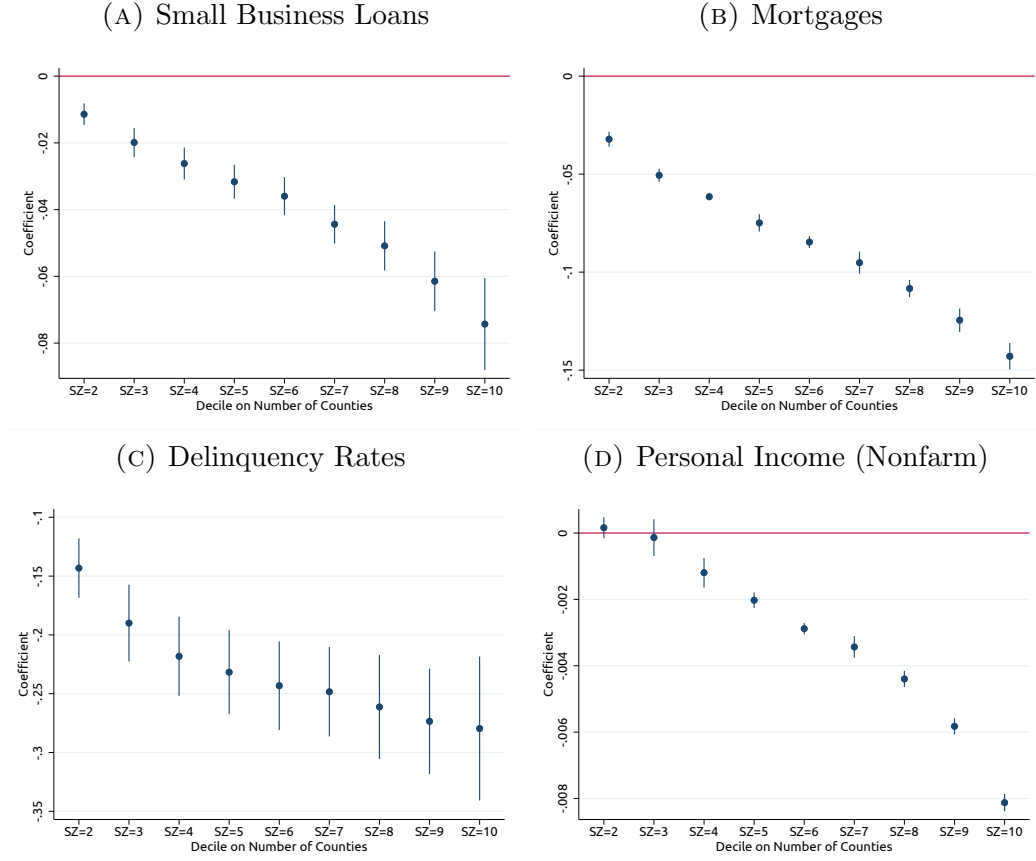 (A) Small Business Loans
0
-.02
-.04
-.06
-.08
Coefficient
SZ=2 SZ=3 SZ=4 SZ=5 SZ=6 SZ=7 SZ=8 SZ=9 SZ=10
Decile on Number of Counties
(B) Mortgages
0
-.05
-.1
-.15
Coefficient
SZ=2 SZ=3 SZ=4 SZ=5 SZ=6 SZ=7 SZ=8 SZ=9 SZ=10
Decile on Number of Counties
(C) Delinquency Rates
-.1
-.15
-.2
-.25
-.3
-.35
Coefficient
SZ=2 SZ=3 SZ=4 SZ=5 SZ=6 SZ=7 SZ=8 SZ=9 SZ=10
Decile on Number of Counties
(D) Personal Income (Nonfarm)
0
-.002
-.004
-.006
-.008
Coefficient
SZ=2 SZ=3 SZ=4 SZ=5 SZ=6 SZ=7 SZ=8 SZ=9 SZ=10
Decile on Number of Counties